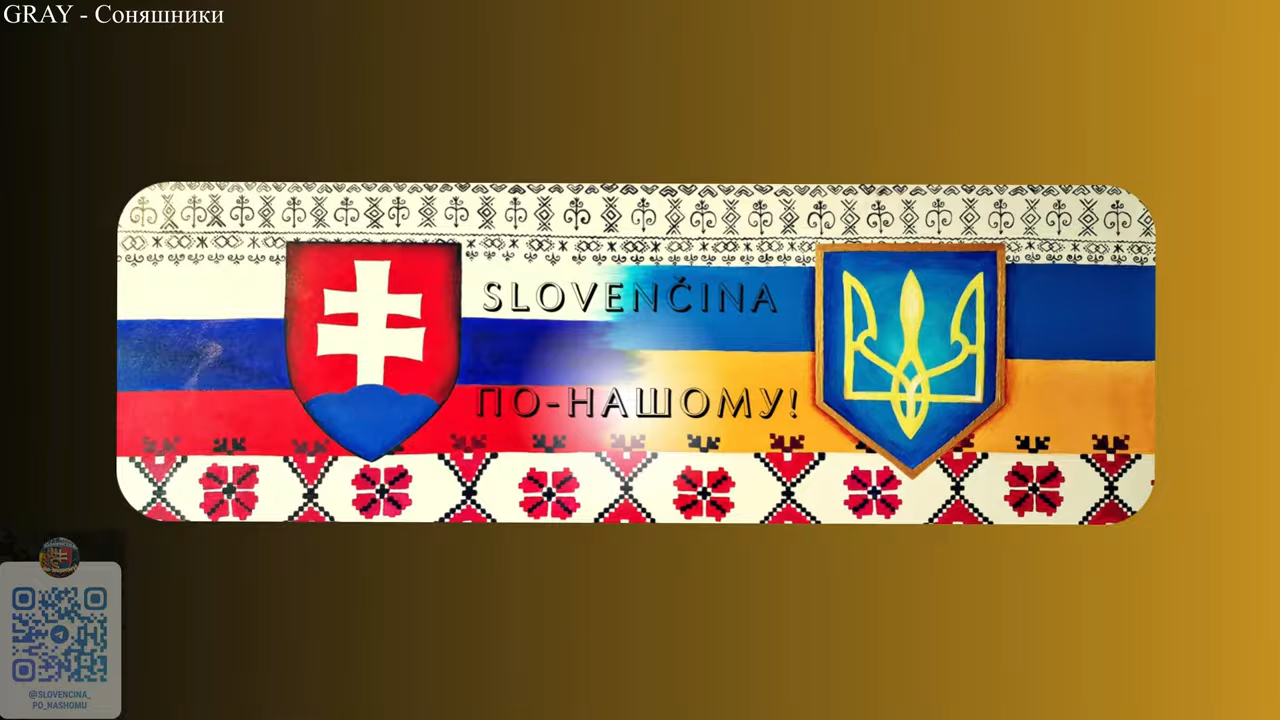 GRAY - Соняшники
SLOVENČINA
ПО-НАШОМУ!
@SLOVENCINA_
PO_NASHOMU